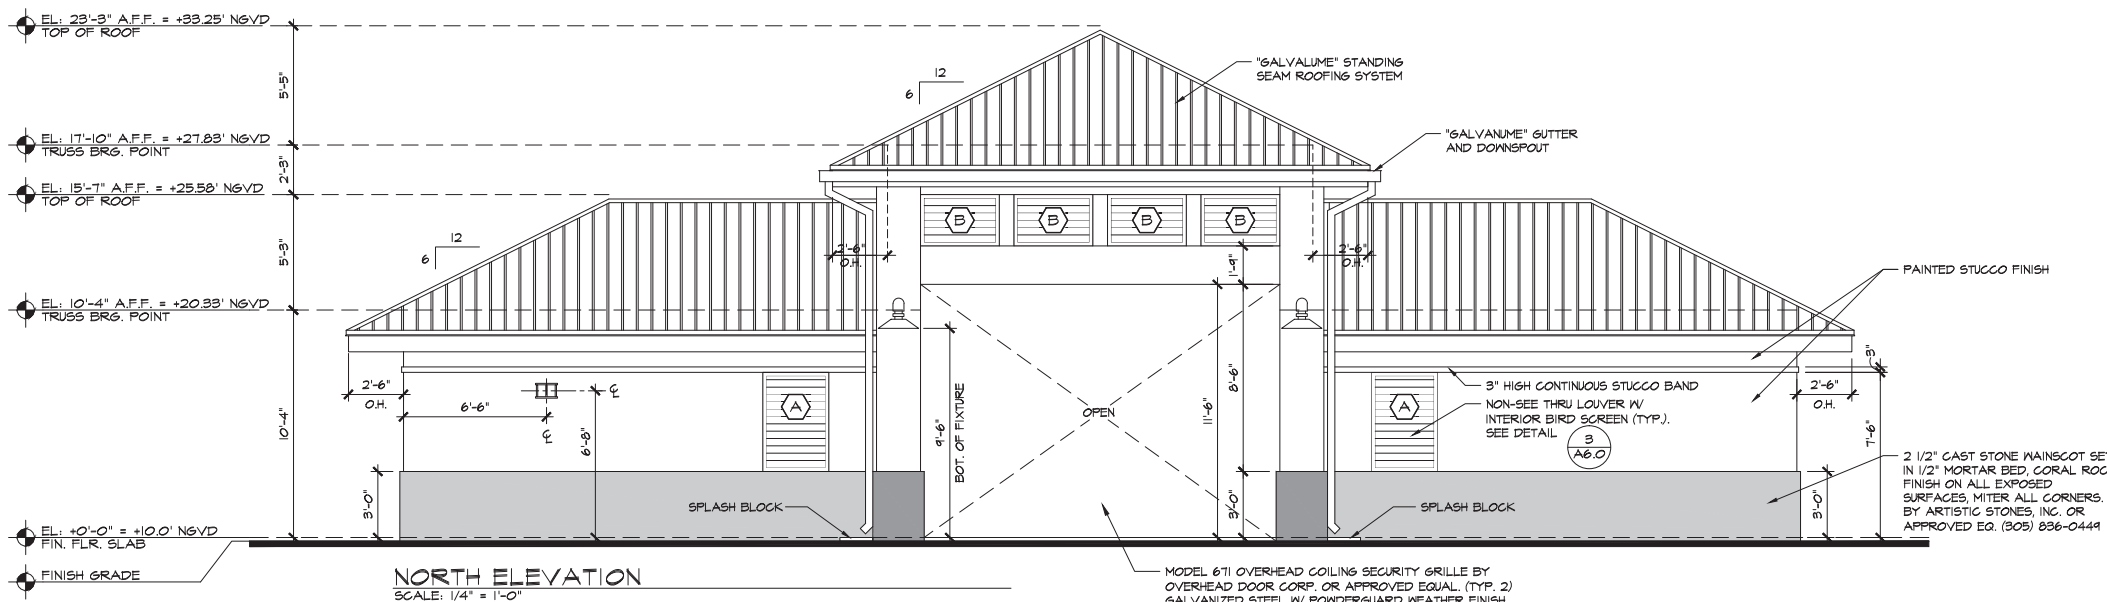 EL: 23'-3" A.F.F. = +33.25' NGVD
TOP OF ROOF
5'-5"
EL: 17'-10" A.F.F. = +27.83' NGVD
TRUSS BRG. POINT
2'-3"
EL: 15'-7" A.F.F. = +25.58' NGVD
TOP OF ROOF
5'-3"
EL: 10'-4" A.F.F. = +20.33' NGVD
TRUSS BRG. POINT
10'-4"
EL: +0'-0" = +10.0' NGVD
FIN. FLR. SLAB
FINISH GRADE
12
6
12
6
"GALVALUME" STANDING
SEAM ROOFING SYSTEM
"GALVANUME" GUTTER
AND DOWNSPOUT
B
B
B
B
2'-6"
O.H.
2'-6"
O.H.
1'-9"
PAINTED STUCCO FINISH
2'-6"
O.H.
6'-6"
℄
℄
6'-8"
3'-0"
A
9'-6"
BOT. OF FIXTURE
OPEN
11'-6"
8'-6"
3'-0"
A
3" HIGH CONTINUOUS STUCCO BAND
NON-SEE THRU LOUVER W/
INTERIOR BIRD SCREEN (TYP.).
SEE DETAIL
3
A6.0
3"
2'-6"
O.H.
7'-6"
3'-0"
2 1/2" CAST STONE WAINSCOT SE
IN 1/2" MORTAR BED, CORAL ROC
FINISH ON ALL EXPOSED
SURFACES, MITER ALL CORNERS.
BY ARTISTIC STONES, INC. OR
APPROVED EQ. (305) 836-0449
SPLASH BLOCK
SPLASH BLOCK
NORTH ELEVATION
SCALE: 1/4" = 1'-0"
MODEL 671 OVERHEAD COILING SECURITY GRILLE BY
OVERHEAD DOOR CORP. OR APPROVED EQUAL. (TYP. 2)
GALVANIZED STEEL W/ POWDERGUARD WEATHER FINISH